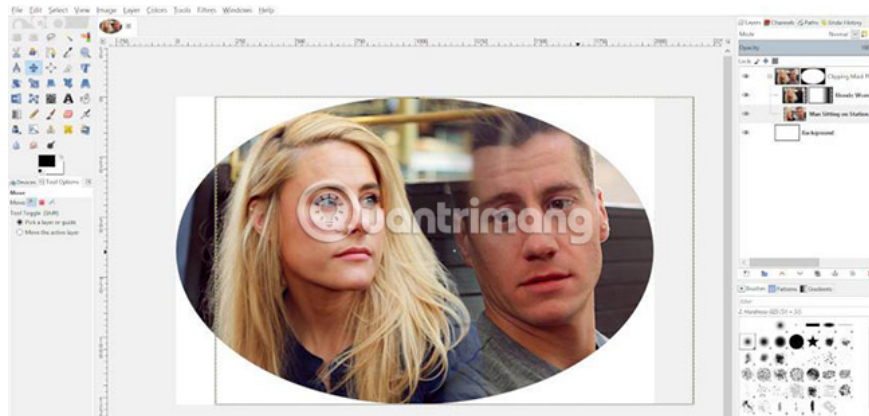 File Edit Select View Image Layer Colors Tools Filters Windows Help
Layers Channels Paths Undo History
Mode Normal
Opacity
Lock
Clipping Mask
Blonde Wom
Man Sitting on Station
Background
Devices Tool Options
Move
Move:
Tool Toggle (Shift)
Pick a layer or guide
Move the active layer
Quantrimang
Brushes Patterns Gradients